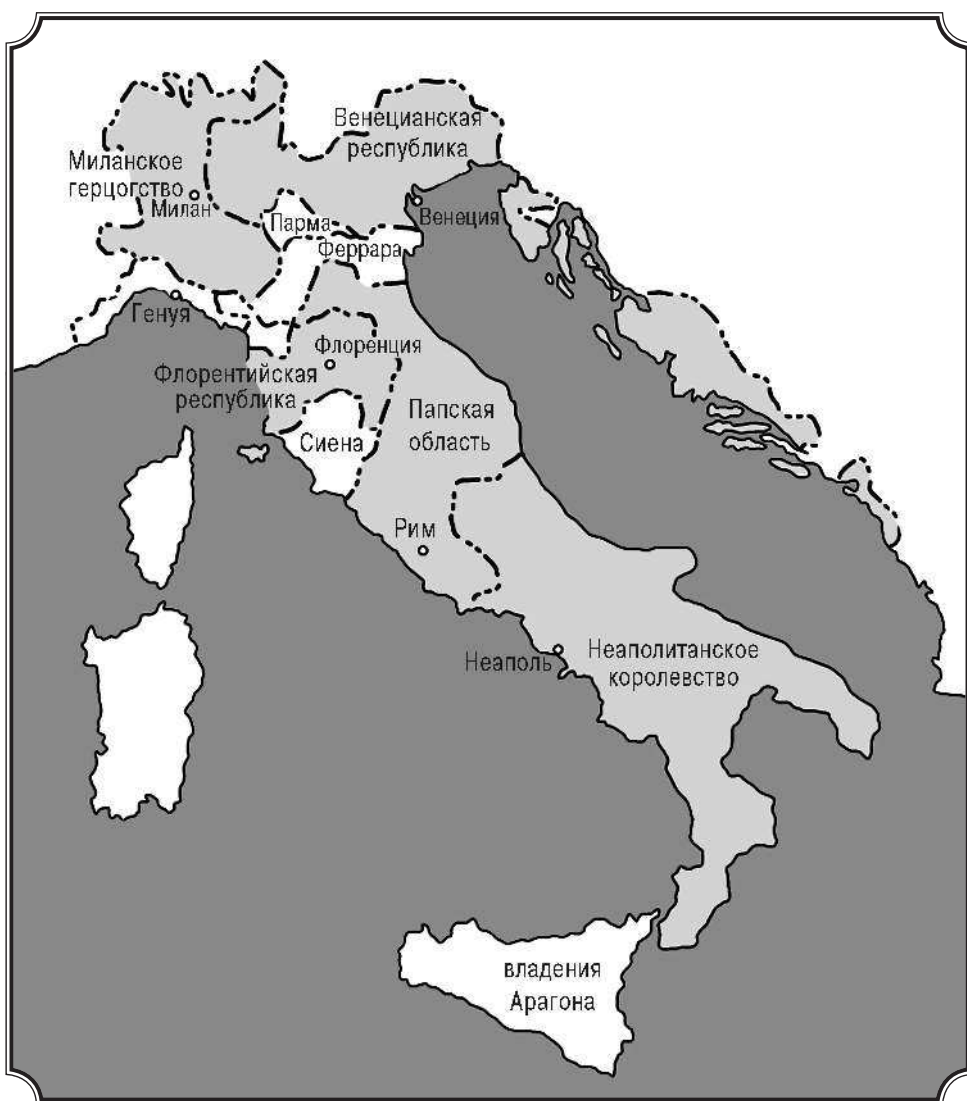 Венецианская
республика
Миланское
герцогство
Милан
Парма
Венеция
Феррара
Генуя
Флоренция
Флорентийская
республика
Папская
область
Сиена
Рим
Неаполь
Неаполитанское
королевство
владения
Арагона